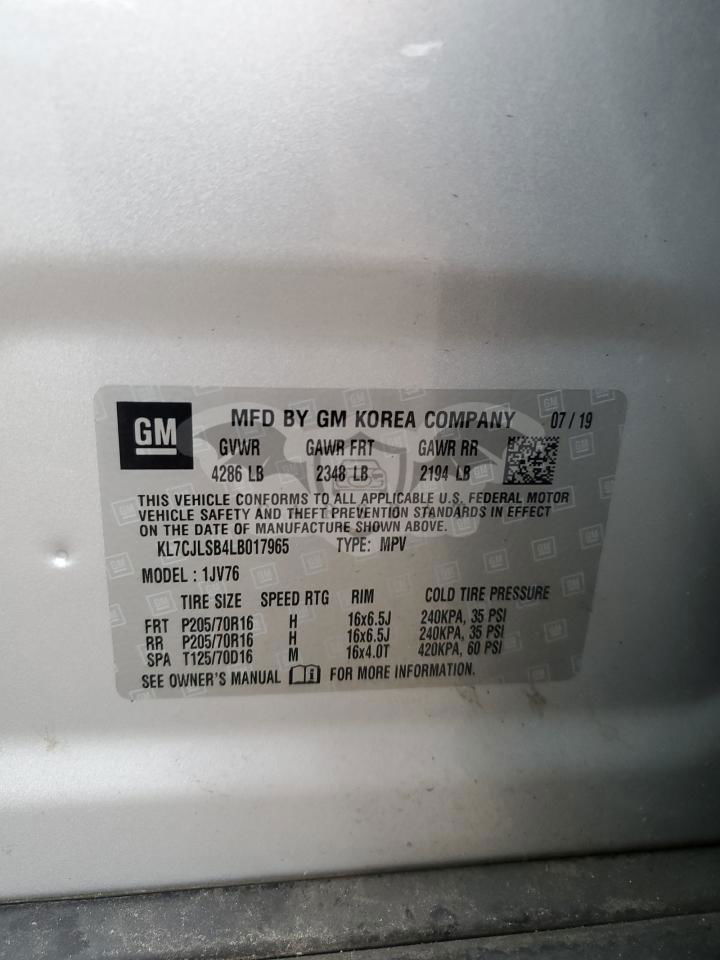 GM MFD BY GM KOREA COMPANY 07 / 19
GVWR GAWR FRT GAWR RR
4286 LB 2348 LB 2194 LB
THIS VEHICLE CONFORMS TO ALL APPLICABLE U.S. FEDERAL MOTOR
VEHICLE SAFETY AND THEFT PREVENTION STANDARDS IN EFFECT
ON THE DATE OF MANUFACTURE SHOWN ABOVE.
KL7CJLSB4LB017965 TYPE: MPV
MODEL : 1JV76
TIRE SIZE SPEED RTG RIM COLD TIRE PRESSURE
FRT P205/70R16 H 16x6.5J 240KPA, 35 PSI
RR P205/70R16 H 16x6.5J 240KPA, 35 PSI
SPA T125/70D16 M 16x4.0T 420KPA, 60 PSI
SEE OWNER'S MANUAL FOR MORE INFORMATION.